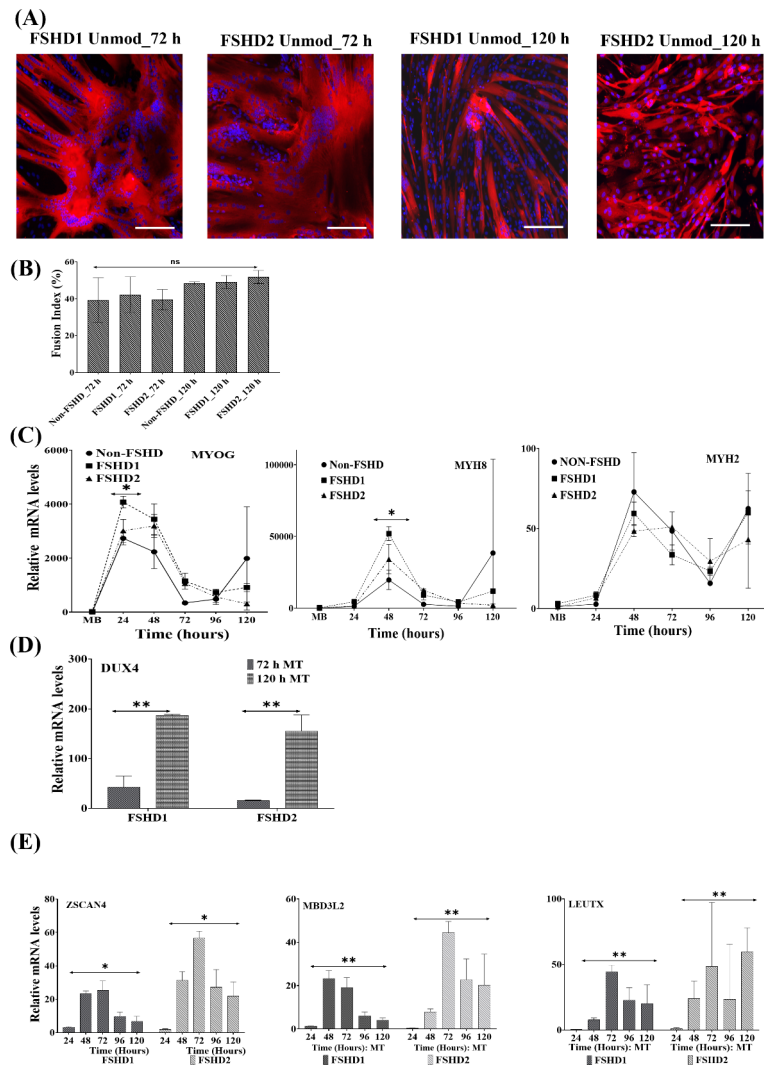 (A)
FSHD1 Unmod_72 h
FSHD2 Unmod_72 h
FSHD1 Unmod_120 h
FSHD2 Unmod_120 h
(B)
ns
Fusion Index (%)
60
40
20
0
Non-FSHD_72 h
FSHD1_72 h
FSHD2_72 h
Non-FSHD_120 h
FSHD1_120 h
FSHD2_120 h
(C)
Relative mRNA levels
6000
4000
2000
0
Non-FSHD
FSHD1
FSHD2
MYOG
*
MB 24 48 72 96 120
Time (hours)
100000
50000
0
Non-FSHD
FSHD1
FSHD2
MYH8
*
MB 24 48 72 96 120
Time (hours)
100
50
0
NON-FSHD
FSHD1
FSHD2
MYH2
MB 24 48 72 96 120
Time (hours)
(D)
Relative mRNA levels
300
200
100
0
DUX4
72 h MT
120 h MT
**
**
FSHD1
FSHD2
(E)
Relative mRNA levels
80
60
40
20
0
ZSCAN4
*
*
24 48 72 96 120 24 48 72 96 120
Time (Hours)
Time (Hours)
FSHD1
FSHD2
60
40
20
0
MBD3L2
**
**
24 48 72 96 120 24 48 72 96 120
Time (Hours): MT
Time (Hours): MT
FSHD1
FSHD2
100
50
0
LEUTX
**
**
24 48 72 96 120 24 48 72 96 120
Time (Hours): MT
Time (Hours): MT
FSHD1
FSHD2